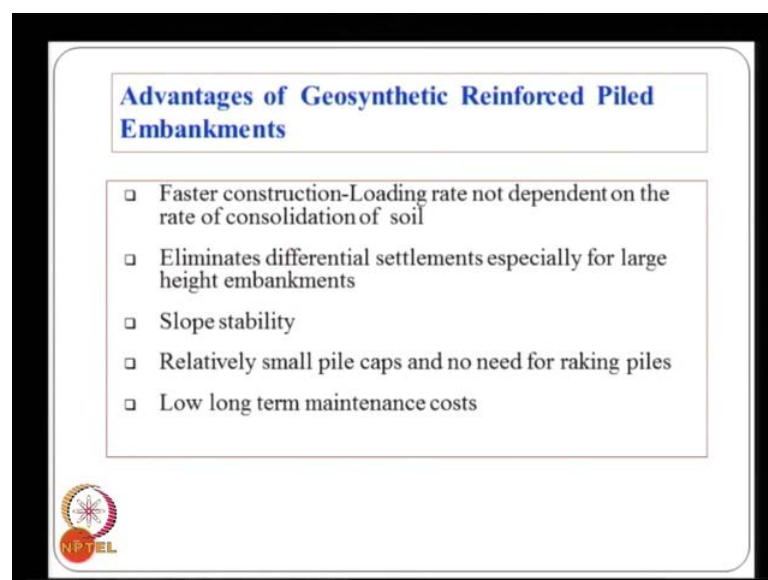 Advantages of Geosynthetic Reinforced Piled
Embankments
Faster construction-Loading rate not dependent on the
rate of consolidation of soil
Eliminates differential settlements especially for large
height embankments
Slope stability
Relatively small pile caps and no need for raking piles
Low long term maintenance costs
NPTEL